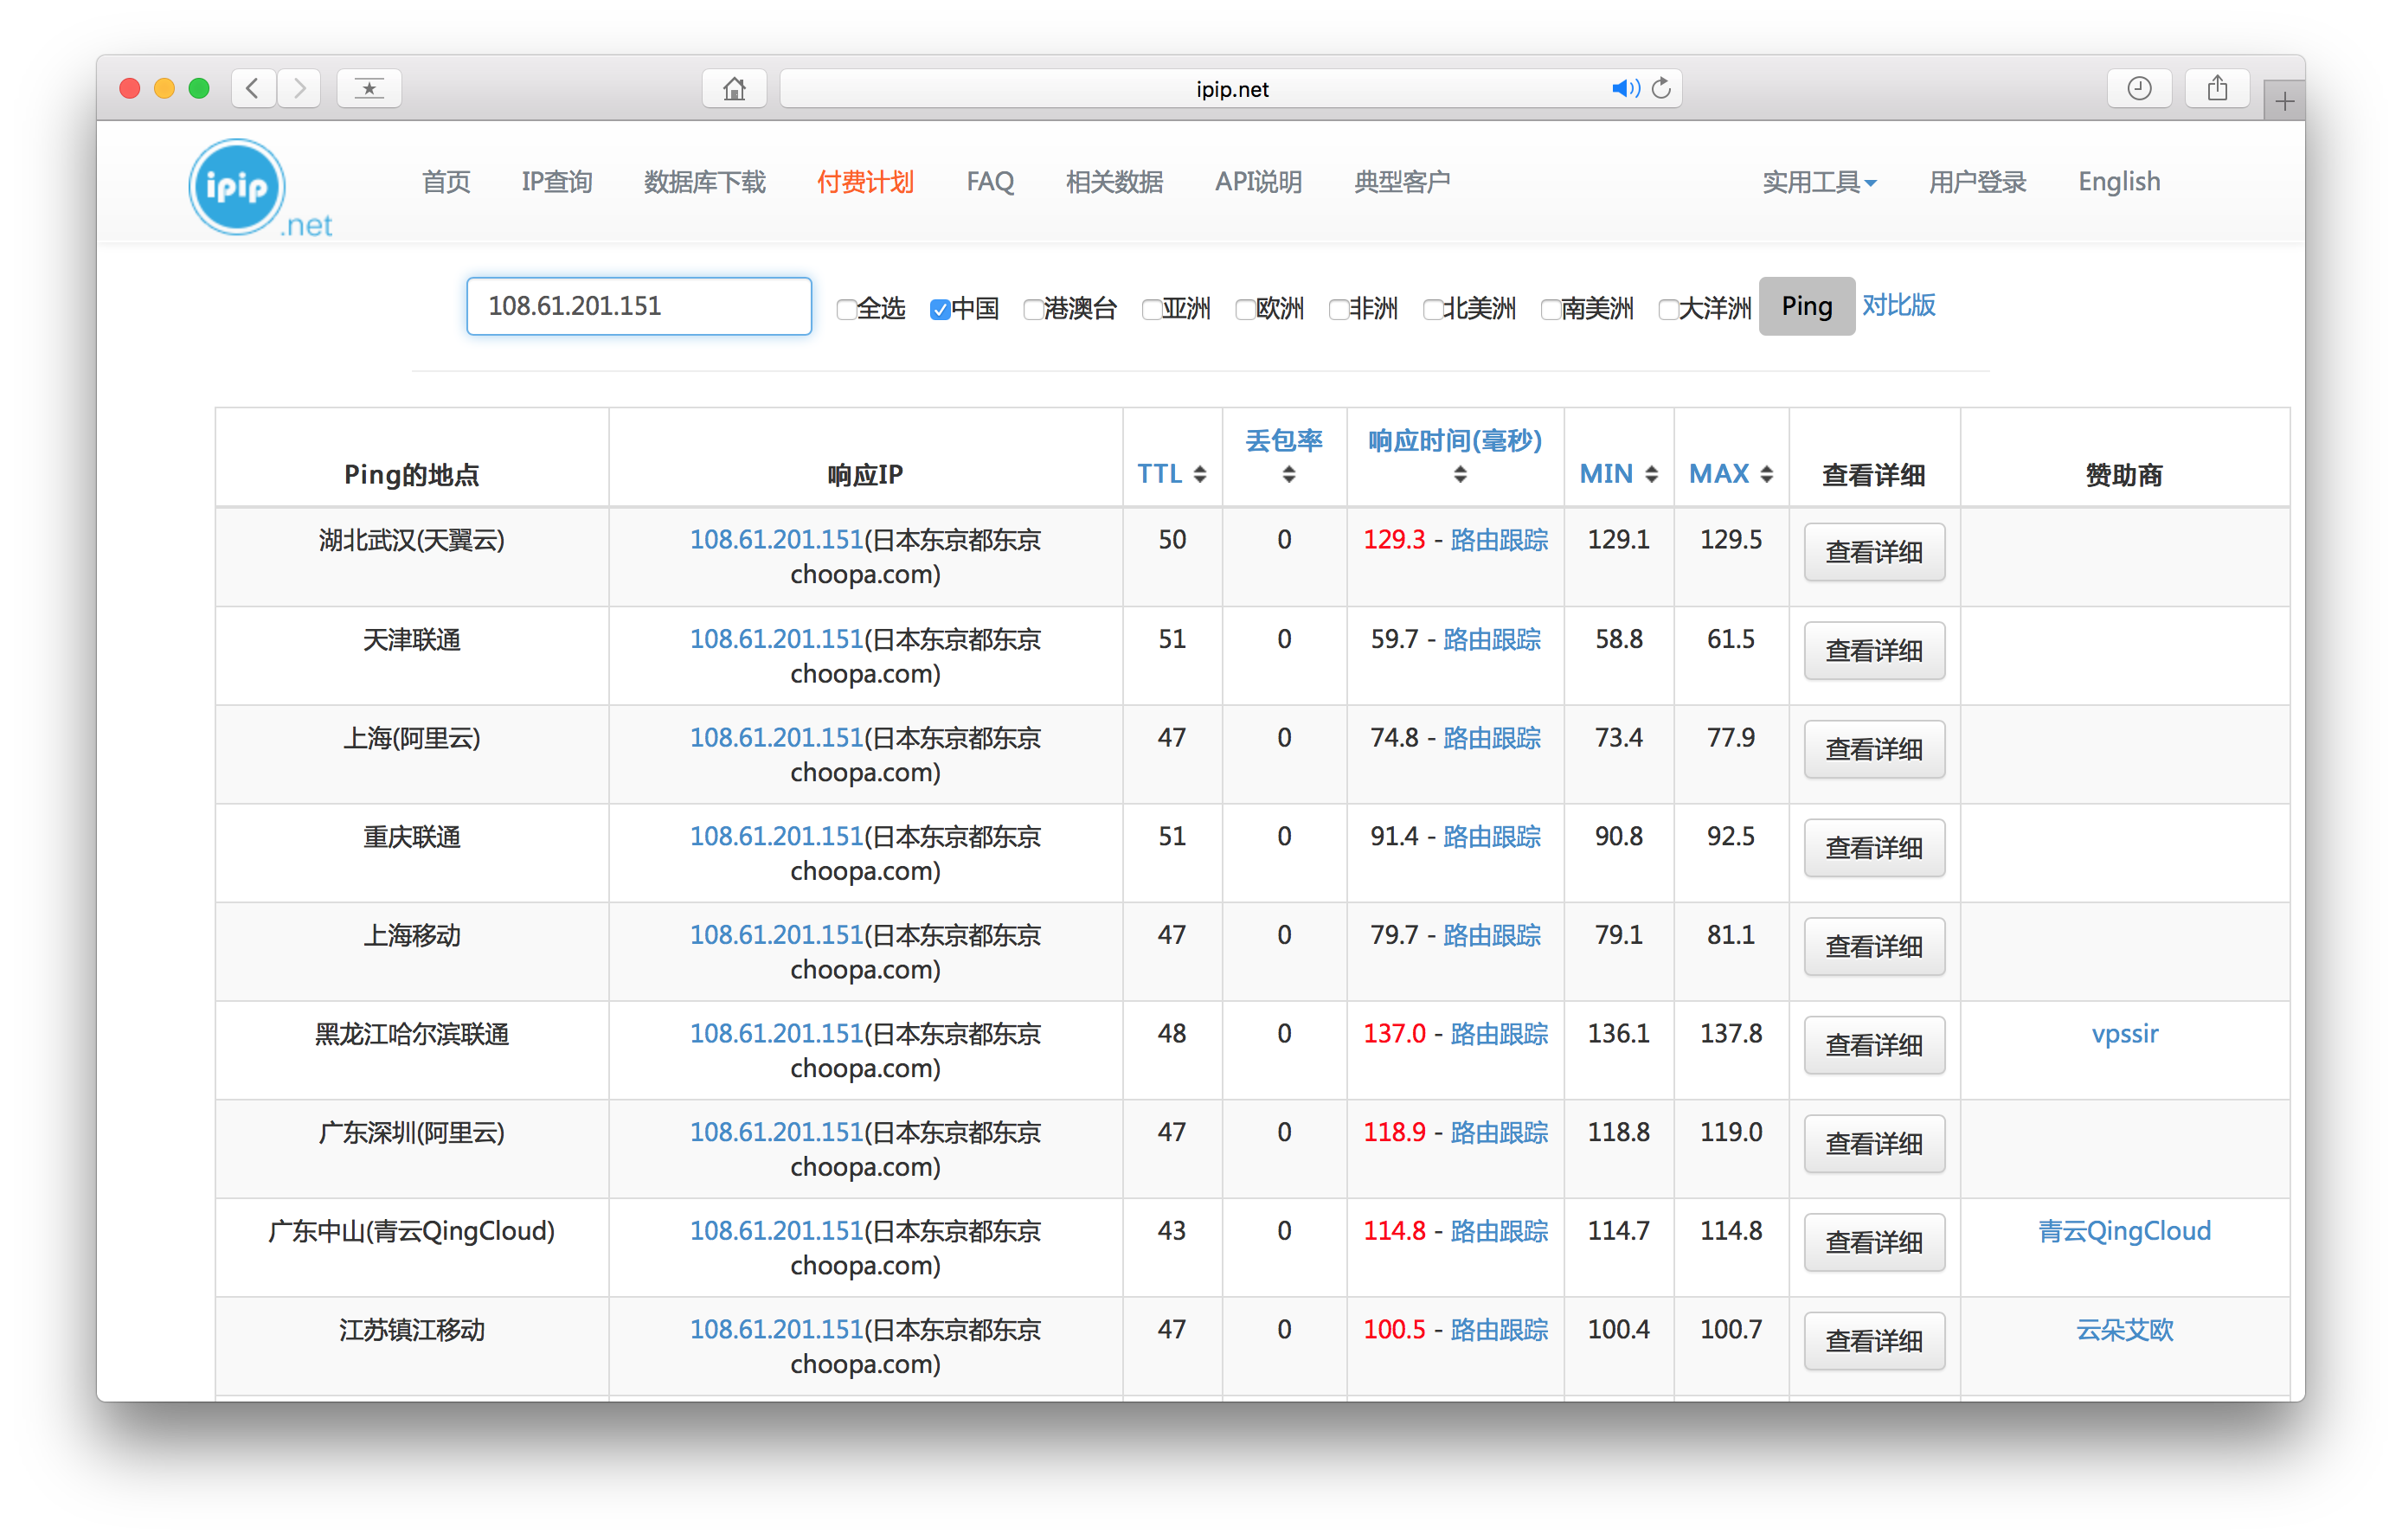 ipip.net
ipip
.net
首页 IP查询 数据库下载 付费计划 FAQ 相关数据 API说明 典型客户 实用工具 用户登录 English
108.61.201.151 全选 中国 港澳台 亚洲 欧洲 非洲 北美洲 南美洲 大洋洲 Ping 对比版
Ping的地点 响应IP TTL 丢包率 响应时间(毫秒) MIN MAX 查看详细 赞助商
湖北武汉(天翼云) 108.61.201.151(日本东京都东京 50 0 129.3 - 路由跟踪 129.1 129.5 查看详细
choopa.com)
天津联通 108.61.201.151(日本东京都东京 51 0 59.7 - 路由跟踪 58.8 61.5 查看详细
choopa.com)
上海(阿里云) 108.61.201.151(日本东京都东京 47 0 74.8 - 路由跟踪 73.4 77.9 查看详细
choopa.com)
重庆联通 108.61.201.151(日本东京都东京 51 0 91.4 - 路由跟踪 90.8 92.5 查看详细
choopa.com)
上海移动 108.61.201.151(日本东京都东京 47 0 79.7 - 路由跟踪 79.1 81.1 查看详细
choopa.com)
黑龙江哈尔滨联通 108.61.201.151(日本东京都东京 48 0 137.0 - 路由跟踪 136.1 137.8 查看详细 vpssir
choopa.com)
广东深圳(阿里云) 108.61.201.151(日本东京都东京 47 0 118.9 - 路由跟踪 118.8 119.0 查看详细
choopa.com)
广东中山(青云QingCloud) 108.61.201.151(日本东京都东京 43 0 114.8 - 路由跟踪 114.7 114.8 查看详细 青云QingCloud
choopa.com)
江苏镇江移动 108.61.201.151(日本东京都东京 47 0 100.5 - 路由跟踪 100.4 100.7 查看详细 云朵艾欧
choopa.com)